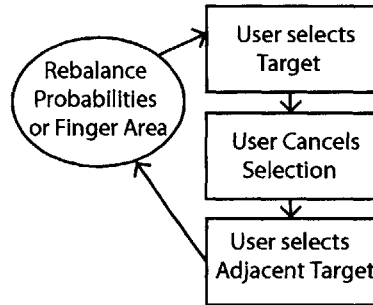 User selects
Target
Rebalance
Probabilities
or Finger Area
User Cancels
Selection
User selects
Adjacent Target